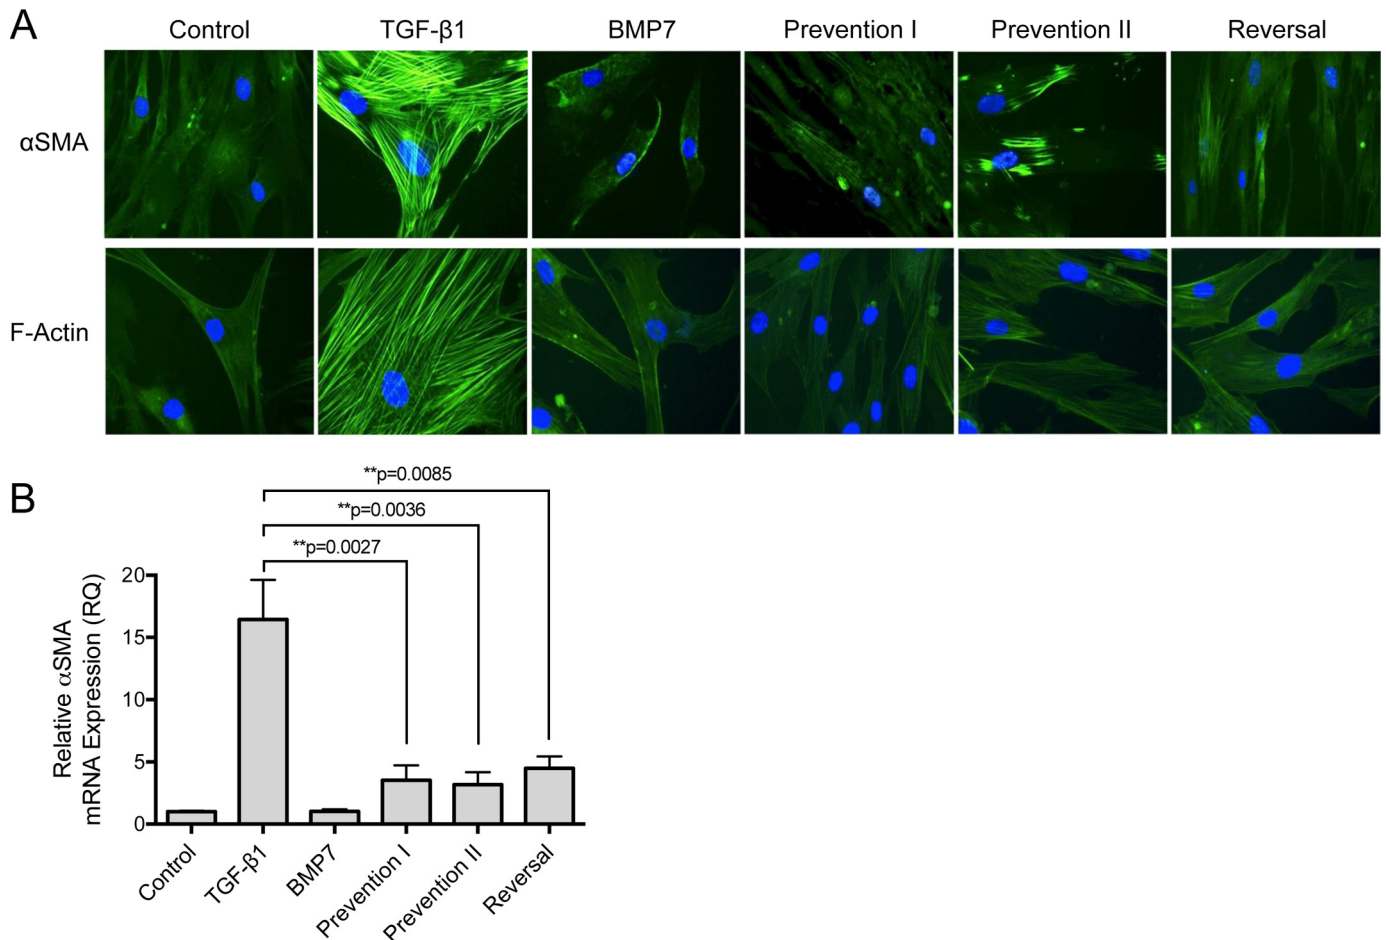 A
Control
TGF-β1
BMP7
Prevention I
Prevention II
Reversal
αSMA
F-Actin
B
**p=0.0085
**p=0.0036
**p=0.0027
Relative αSMA
mRNA Expression (RQ)
20
15
10
5
0
Control
TGF-β1
BMP7
Prevention I
Prevention II
Reversal